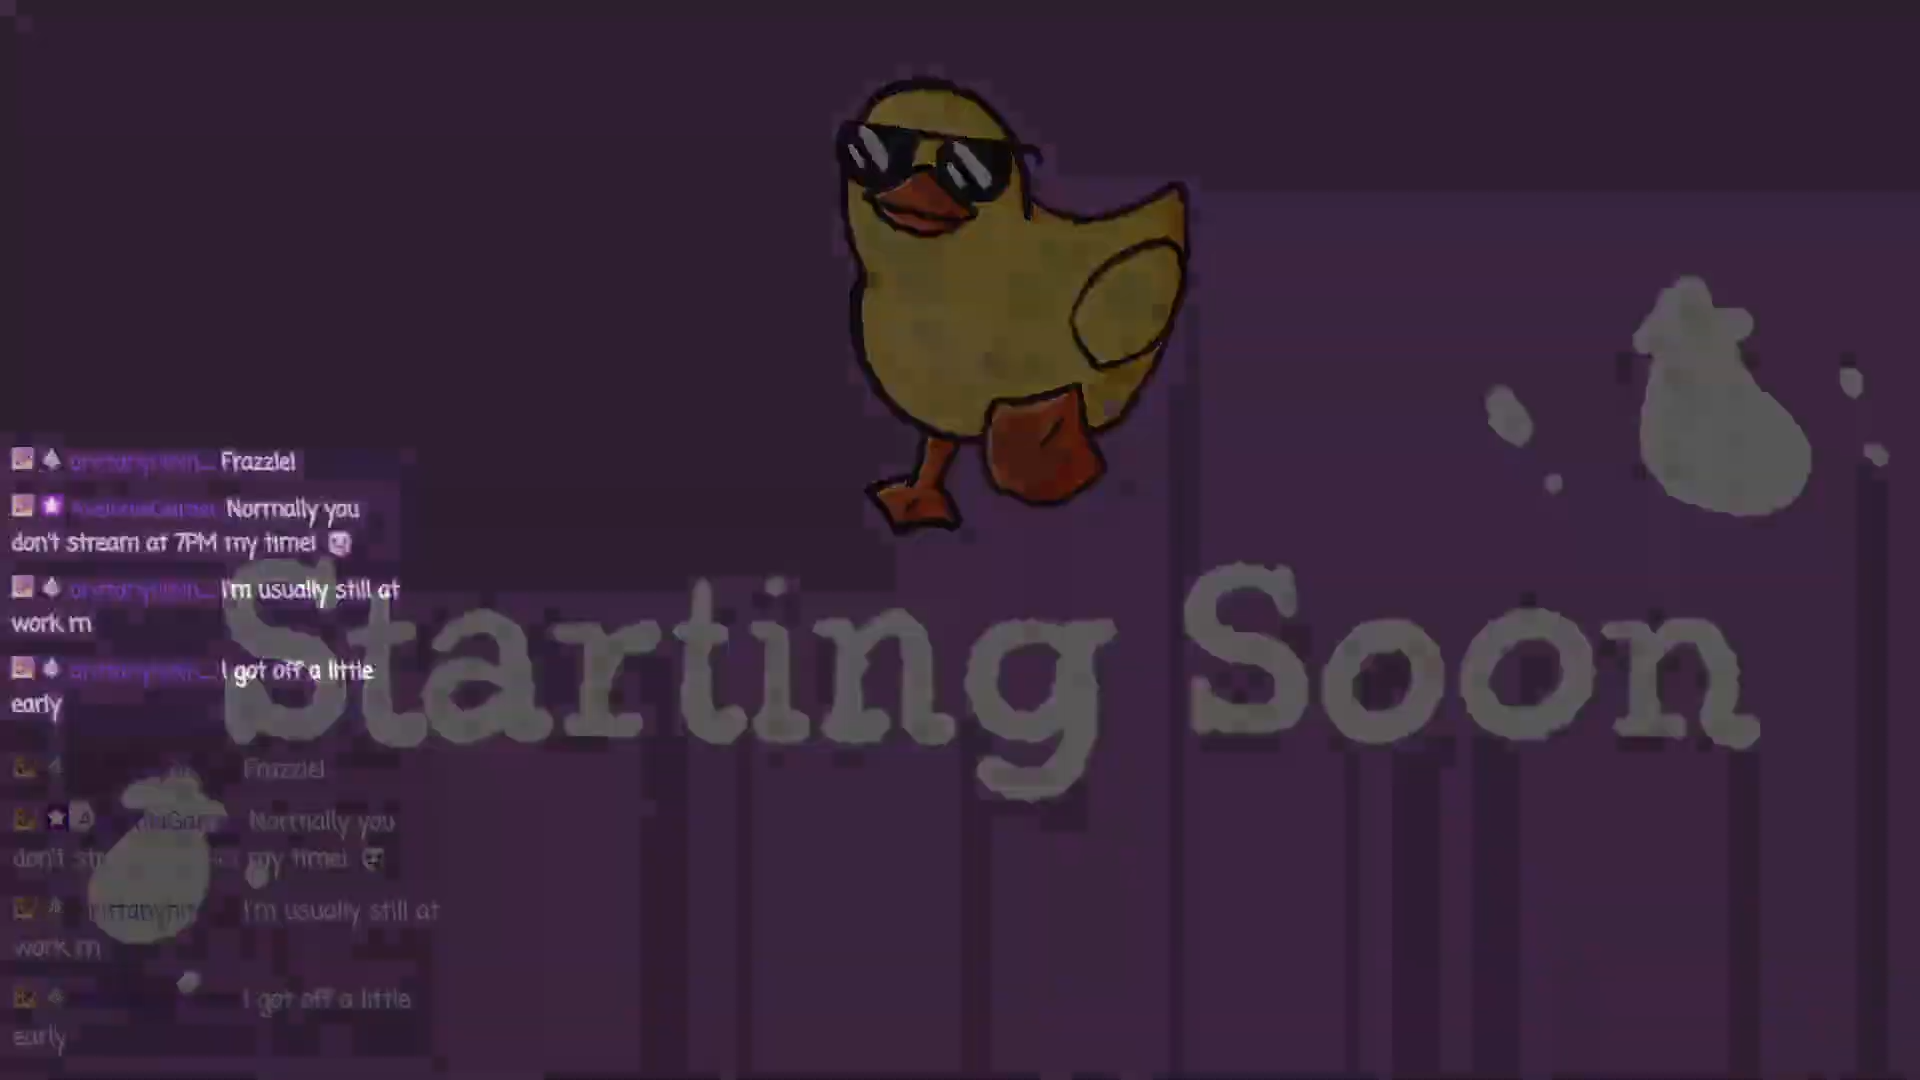 Frazzle!
Normally you
don't stream at 7PM my time!
I'm usually still at
work rn
I got off a little
early
Starting Soon
Frazzle!
Normally you
don't my time!
I'm usually still at
work rn
I got off a little
early